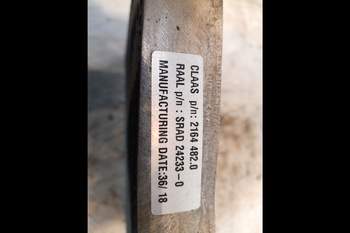 CLAAS p/n: 2164 482.0
RAAL p/n : SRAD 24233-0
MANUFACTURING DATE:36/ 18